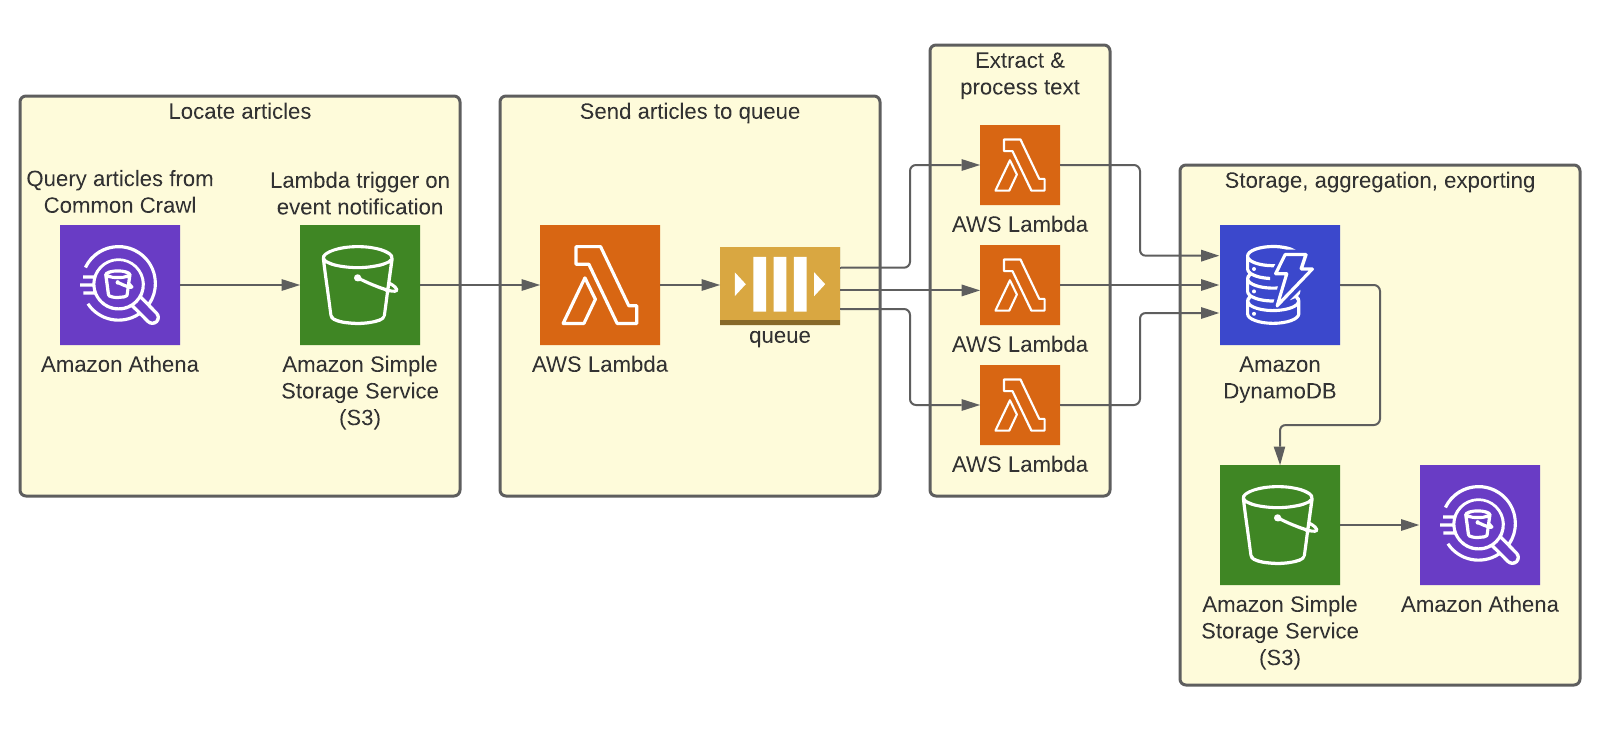 Locate articles
Query articles from
Common Crawl
Amazon Athena
Lambda trigger on
event notification
Amazon Simple
Storage Service
(S3)
Send articles to queue
AWS Lambda
queue
Extract &
process text
AWS Lambda
AWS Lambda
AWS Lambda
Storage, aggregation, exporting
Amazon
DynamoDB
Amazon Simple
Storage Service
(S3)
Amazon Athena